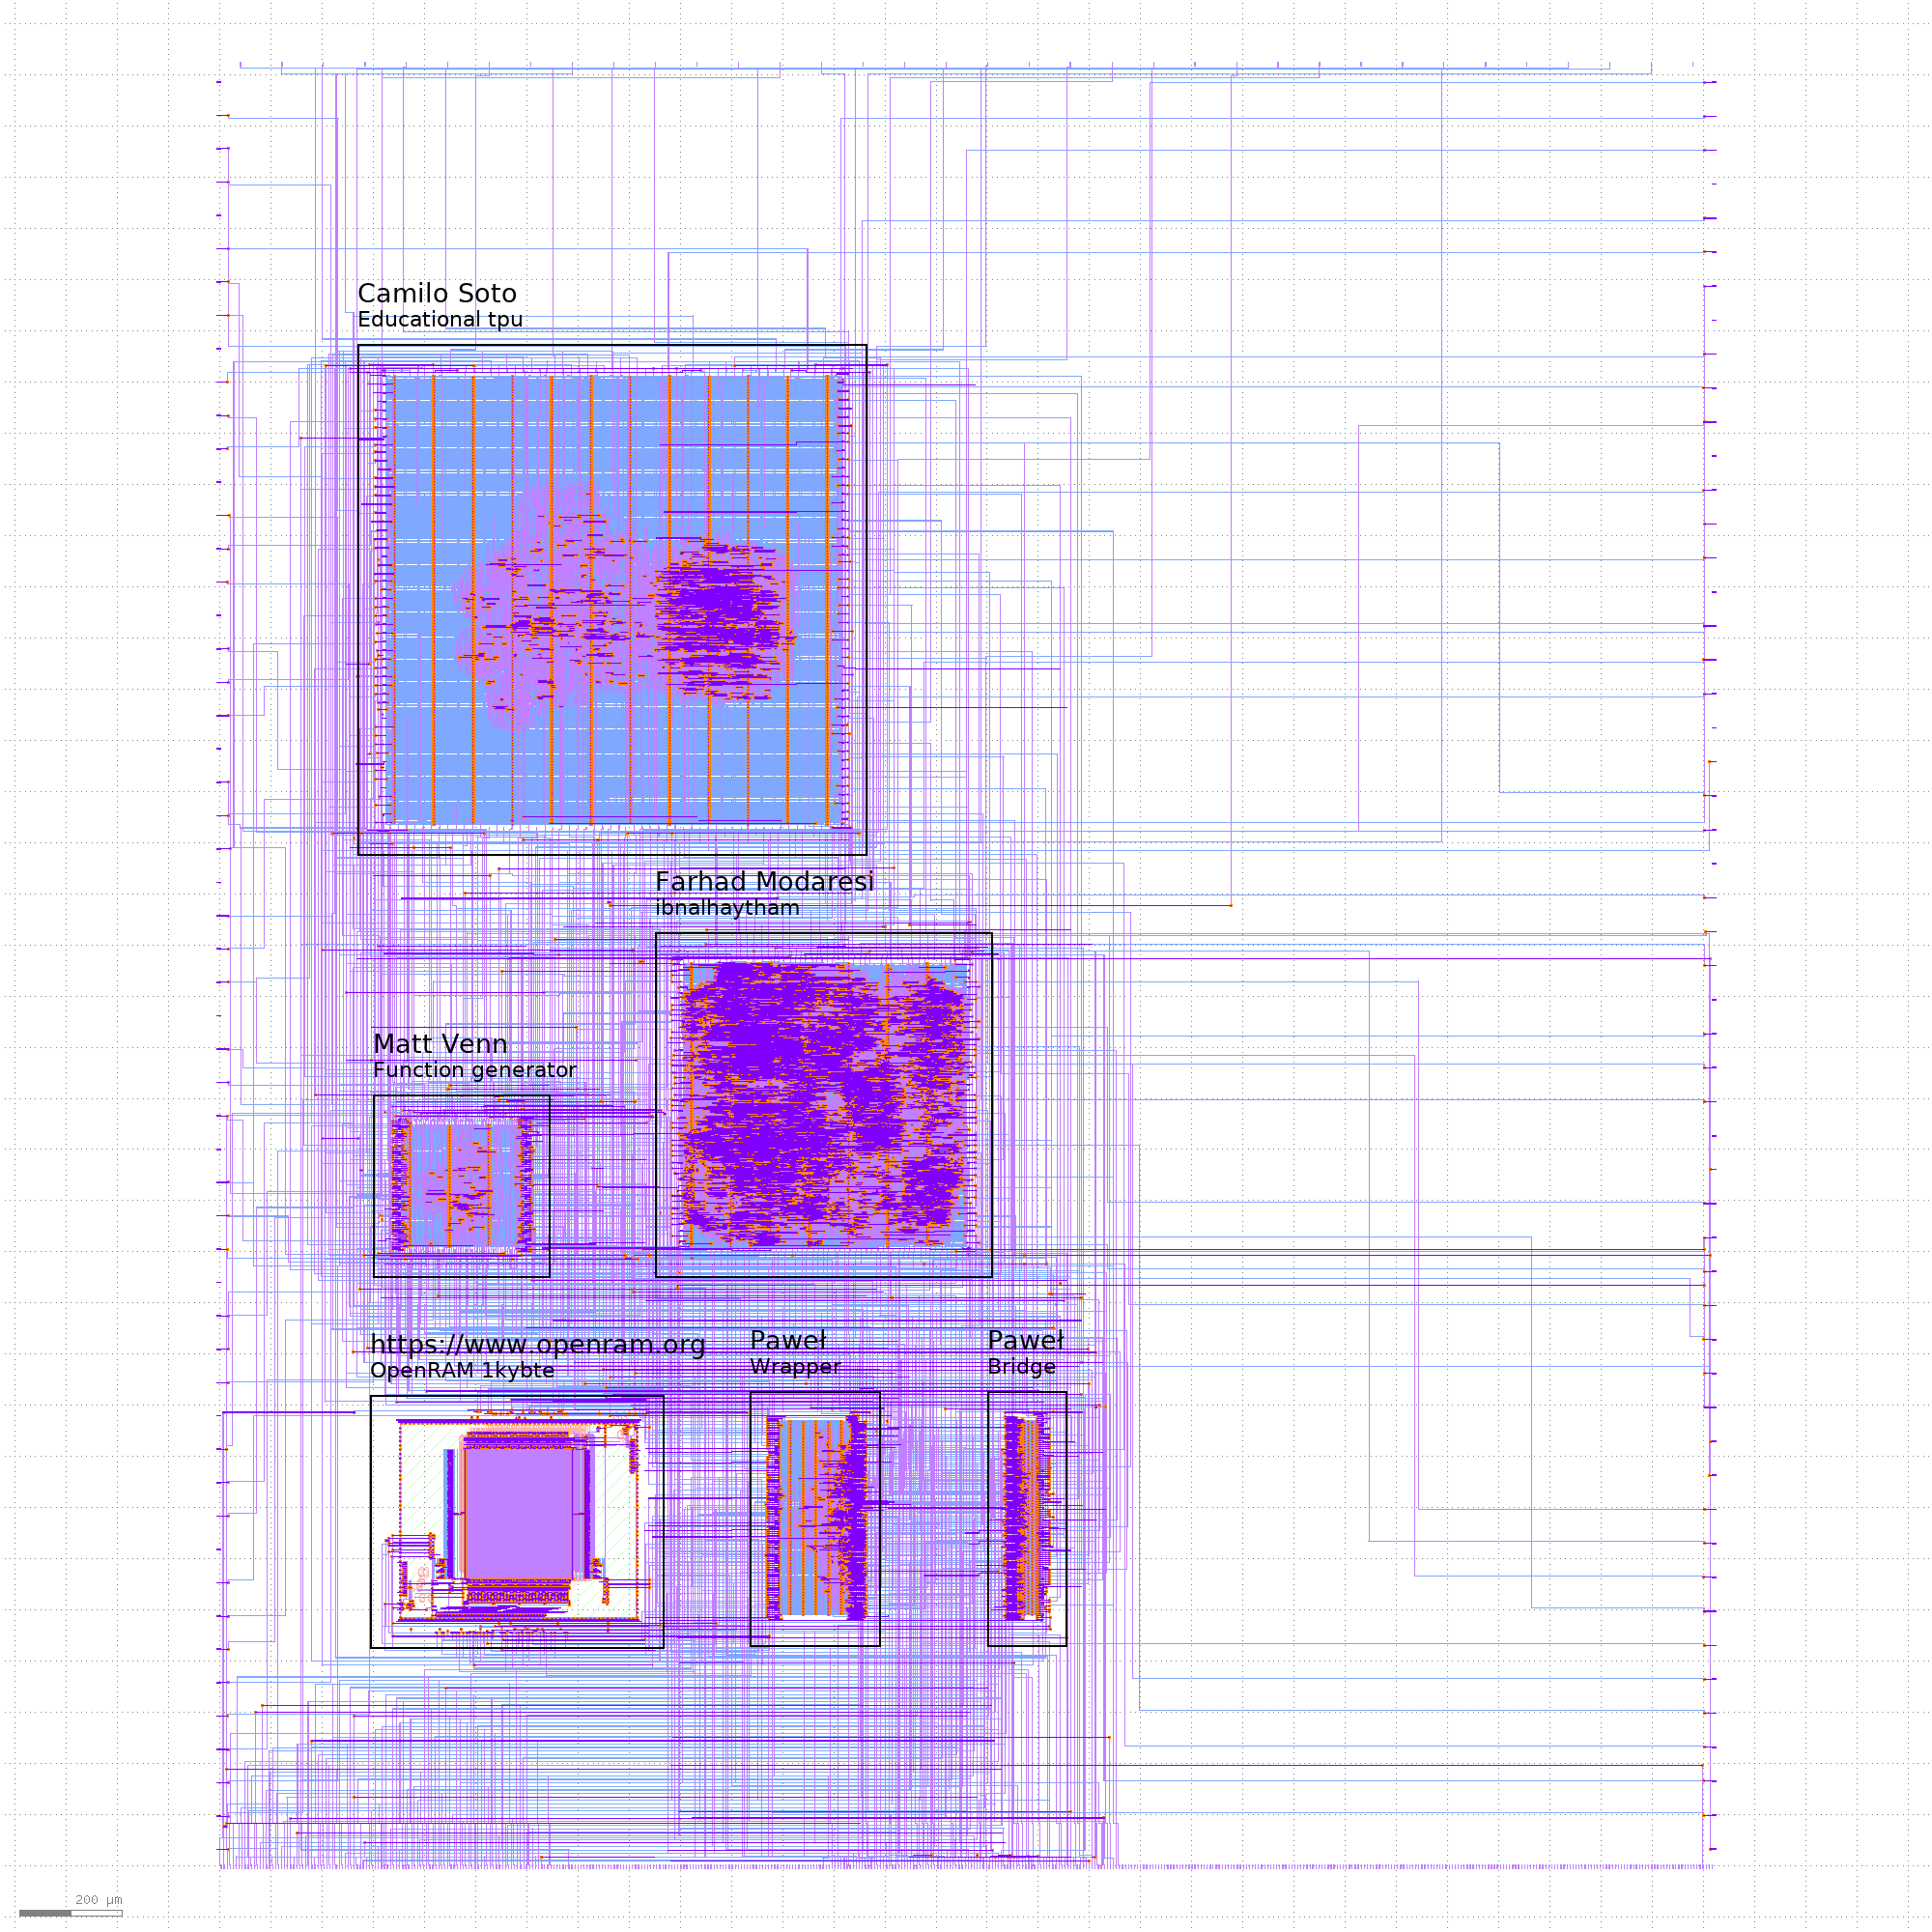 Camilo Soto
Educational tpu
Farhad Modaresi
ibnalhaytham
Matt Venn
Function generator
https://www.openram.org
OpenRAM 1kybte
Paweł
Wrapper
Paweł
Bridge
200 µm